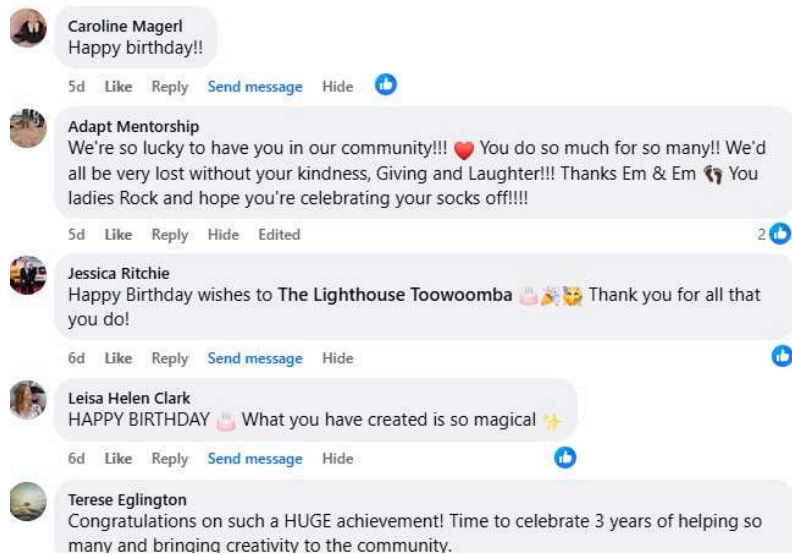 Caroline Magerl
Happy birthday!!
5d Like Reply Send message Hide
Adapt Mentorship
We're so lucky to have you in our community!!! ❤️ You do so much for so many!! We'd
all be very lost without your kindness, Giving and Laughter!!! Thanks Em & Em 👣 You
ladies Rock and hope you're celebrating your socks off!!!!
5d Like Reply Hide Edited 2
Jessica Ritchie
Happy Birthday wishes to The Lighthouse Toowoomba 🎂🎉🥰 Thank you for all that
you do!
6d Like Reply Send message Hide
Leisa Helen Clark
HAPPY BIRTHDAY 🎂 What you have created is so magical ✨
6d Like Reply Send message Hide
Terese Eglington
Congratulations on such a HUGE achievement! Time to celebrate 3 years of helping so
many and bringing creativity to the community.